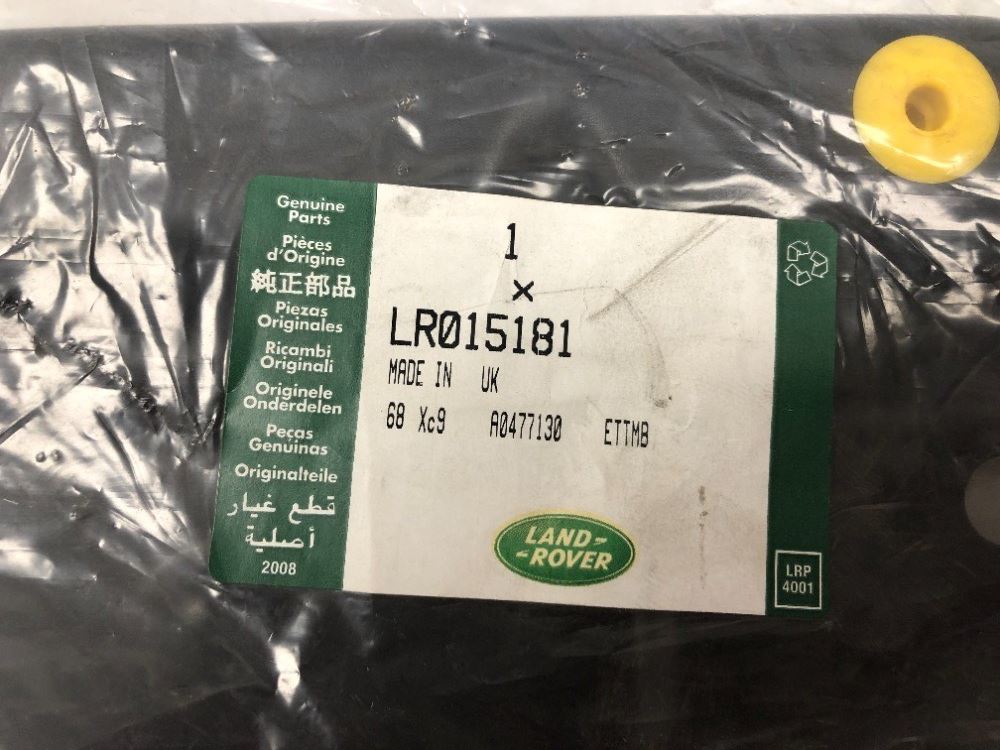 Genuine
Parts
Pièces
d'Origine
純正部品
Piezas
Originales
Ricambi
Originali
Originele
Onderdelen
Peças
Genuinas
Originalteile
قطع غيار
أصلية
2008
1
×
LR015181
MADE IN UK
68 Xc9 A0477130 ETTMB
LAND-
-ROVER
LRP
4001